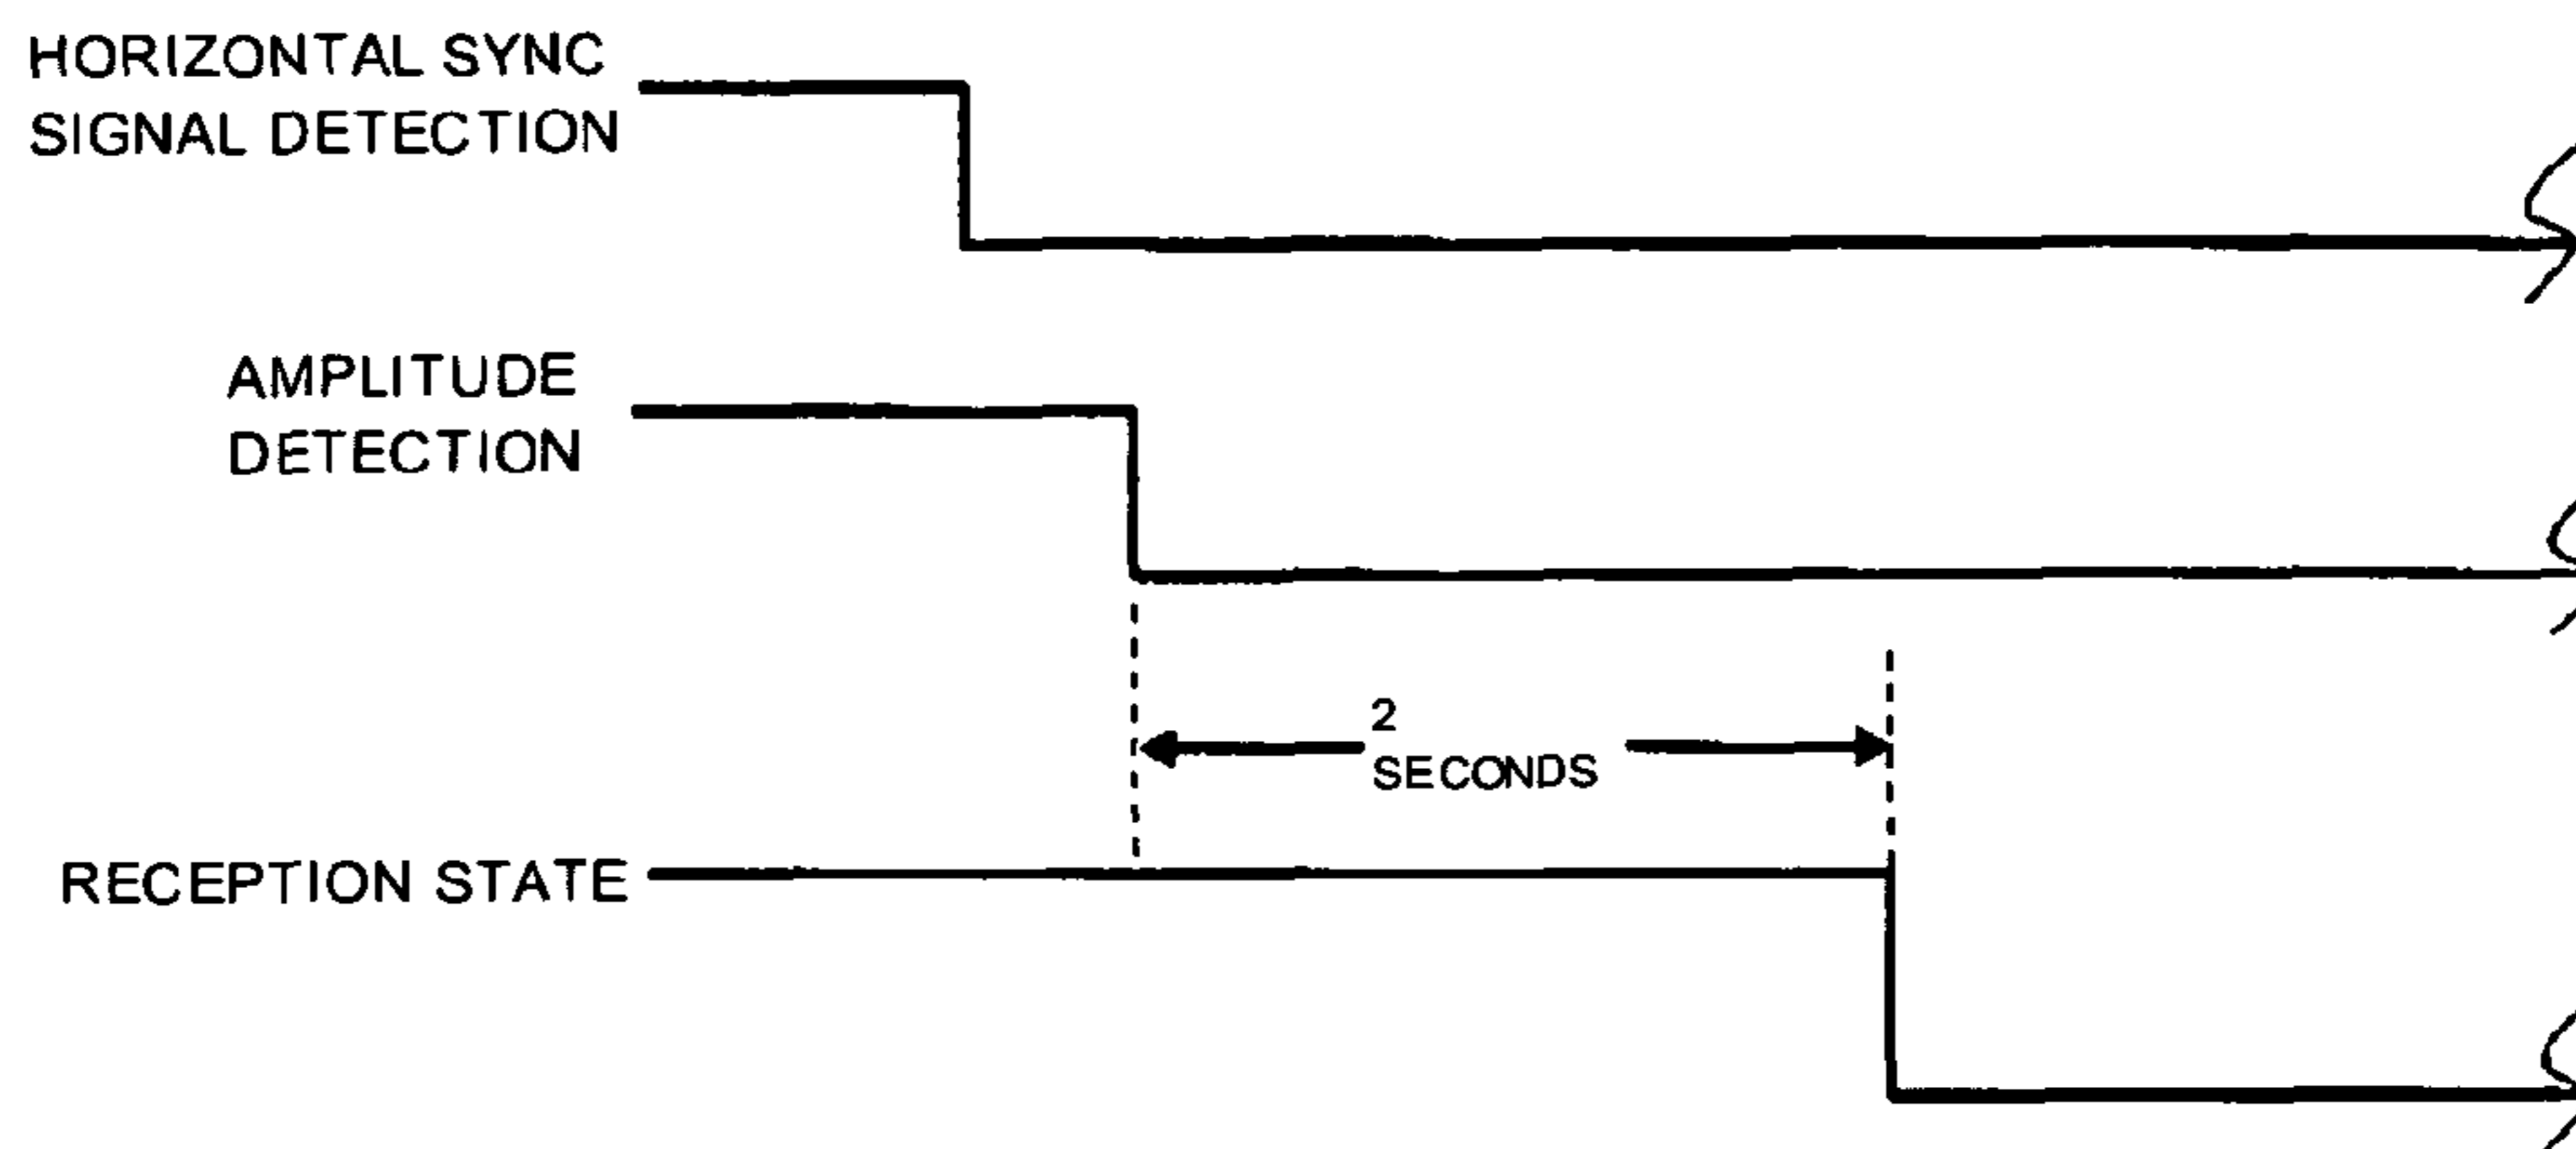 HORIZONTAL SYNC
SIGNAL DETECTION
AMPLITUDE
DETECTION
2
SECONDS
RECEPTION STATE